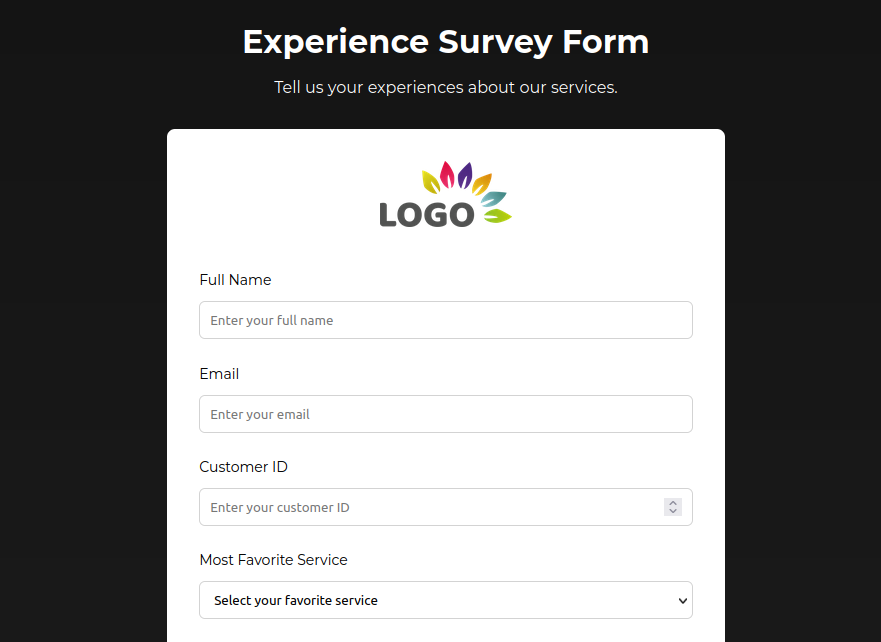 Experience Survey Form
Tell us your experiences about our services.
LOGO
Full Name
Enter your full name
Email
Enter your email
Customer ID
Enter your customer ID
Most Favorite Service
Select your favorite service